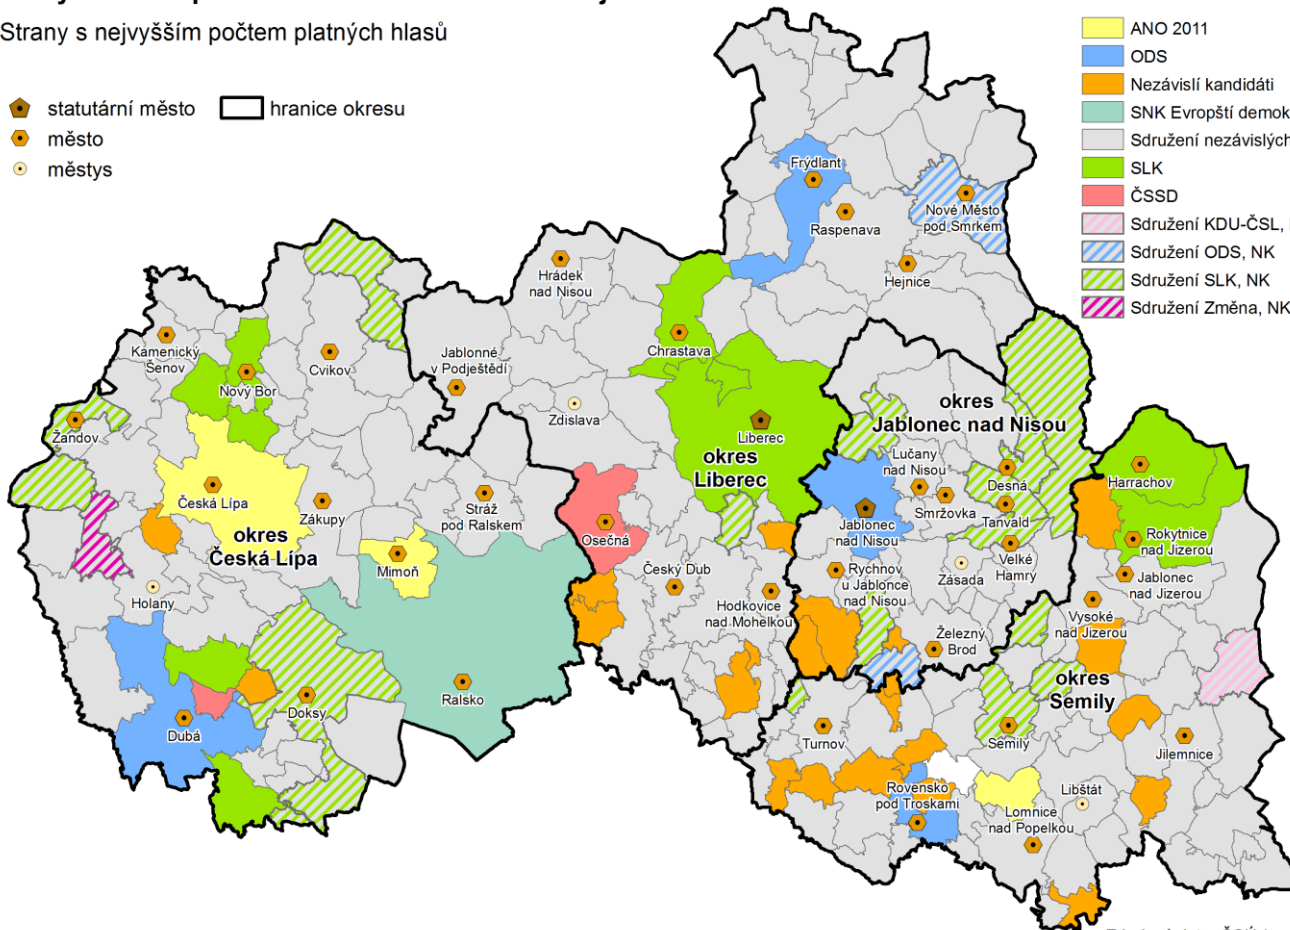 Strany s nejvyšším počtem platných hlasů
statutární město
hranice okresu
město
městys
ANO 2011
ODS
Nezávislí kandidáti
SNK Evropští demok
Sdružení nezávislých
SLK
ČSSD
Sdružení KDU-ČSL,
Sdružení ODS, NK
Sdružení SLK, NK
Sdružení Změna, NK
Frýdlant
Nové Město
pod Smrkem
Raspenava
Hejnice
Hrádek
nad Nisou
Chrastava
Kamenický
Šenov
Nový Bor
Cvikov
Jablonné
v Podještědí
Zdislava
Liberec
okres
Liberec
okres
Jablonec nad Nisou
Žandov
Lučany
nad Nisou
Desná
Smržovka
Tanvald
Harrachov
Česká Lípa
Zákupy
Stráž
pod Ralskem
Osečná
Jablonec
nad Nisou
Rokytnice
nad Jizerou
okres
Česká Lípa
Mimoň
Český Dub
Rychnov
u Jablonce
nad Nisou
Zásada
Velké
Hamry
Jablonec
nad Jizerou
Holany
Hodkovice
nad Mohelkou
Vysoké
nad Jizerou
Železný
Brod
okres
Semily
Ralsko
Doksy
Dubá
Turnov
Semily
Jilemnice
Rovensko
pod Troskami
Libštát
Lomnice
nad Popelkou